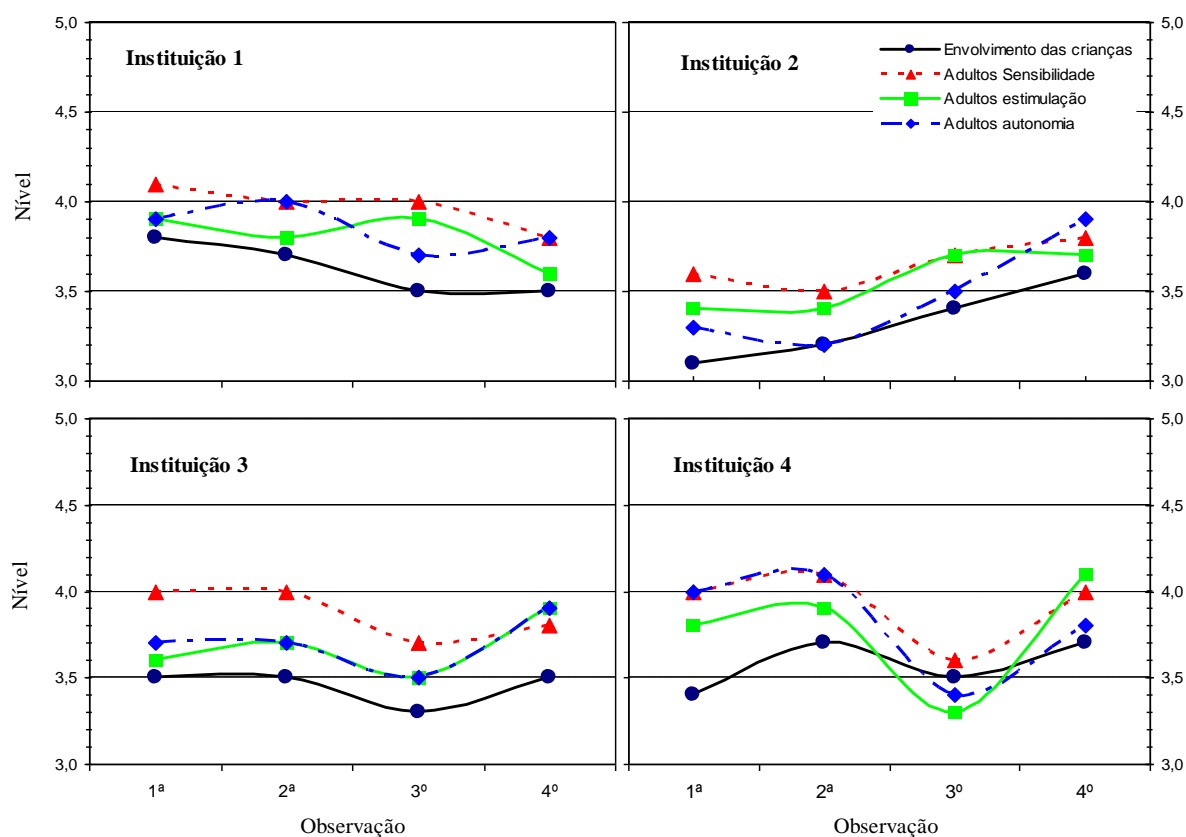 5,0
4,5
4,0
3,5
3,0
Nível
Instituição 1
Instituição 2
Envolvimento das crianças
Adultos Sensibilidade
Adultos estimulação
Adultos autonomia
5,0
4,5
4,0
3,5
3,0
5,0
4,5
4,0
3,5
3,0
Nível
Instituição 3
1ª 2ª 3º 4º
Observação
Instituição 4
5,0
4,5
4,0
3,5
3,0
1ª 2ª 3º 4º
Observação